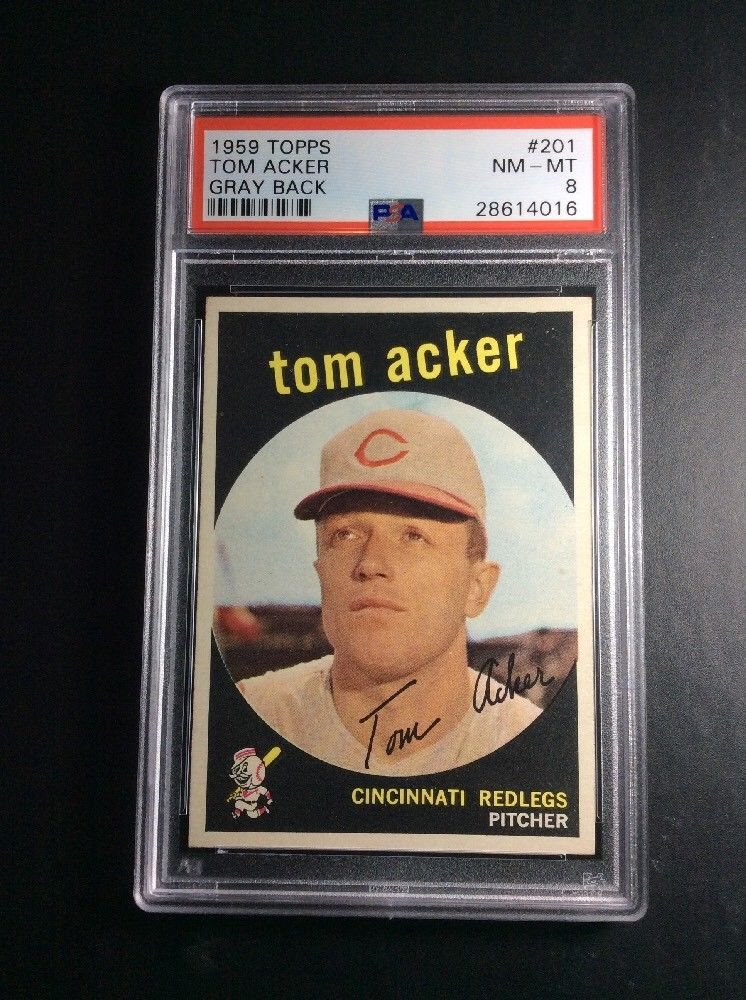 1959 TOPPS #201
TOM ACKER NM-MT
GRAY BACK 8
PSA 28614016
tom acker
C
Tom Acker
CINCINNATI REDLEGS
PITCHER